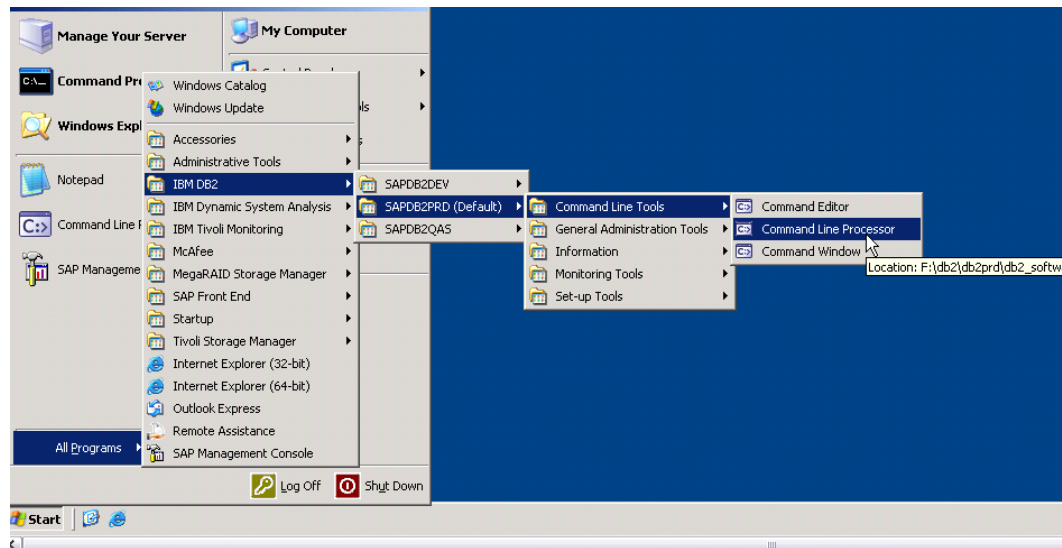 Manage Your Server
My Computer
Command Pr
Windows Catalog
Windows Update
ls
Windows Expl
Accessories
Administrative Tools
Notepad
IBM DB2
SAPDB2DEV
IBM Dynamic System Analysis
SAPDB2PRD (Default)
Command Line Tools
Command Editor
Command Line
IBM Tivoli Monitoring
SAPDB2QAS
General Administration Tools
Command Line Processor
McAfee
Information
Command Window
SAP Manageme
MegaRAID Storage Manager
Monitoring Tools
Location: F:\db2\db2prd\db2_softw
SAP Front End
Set-up Tools
Startup
Tivoli Storage Manager
Internet Explorer (32-bit)
Internet Explorer (64-bit)
Outlook Express
Remote Assistance
All Programs
SAP Management Console
Log Off
Shut Down
Start